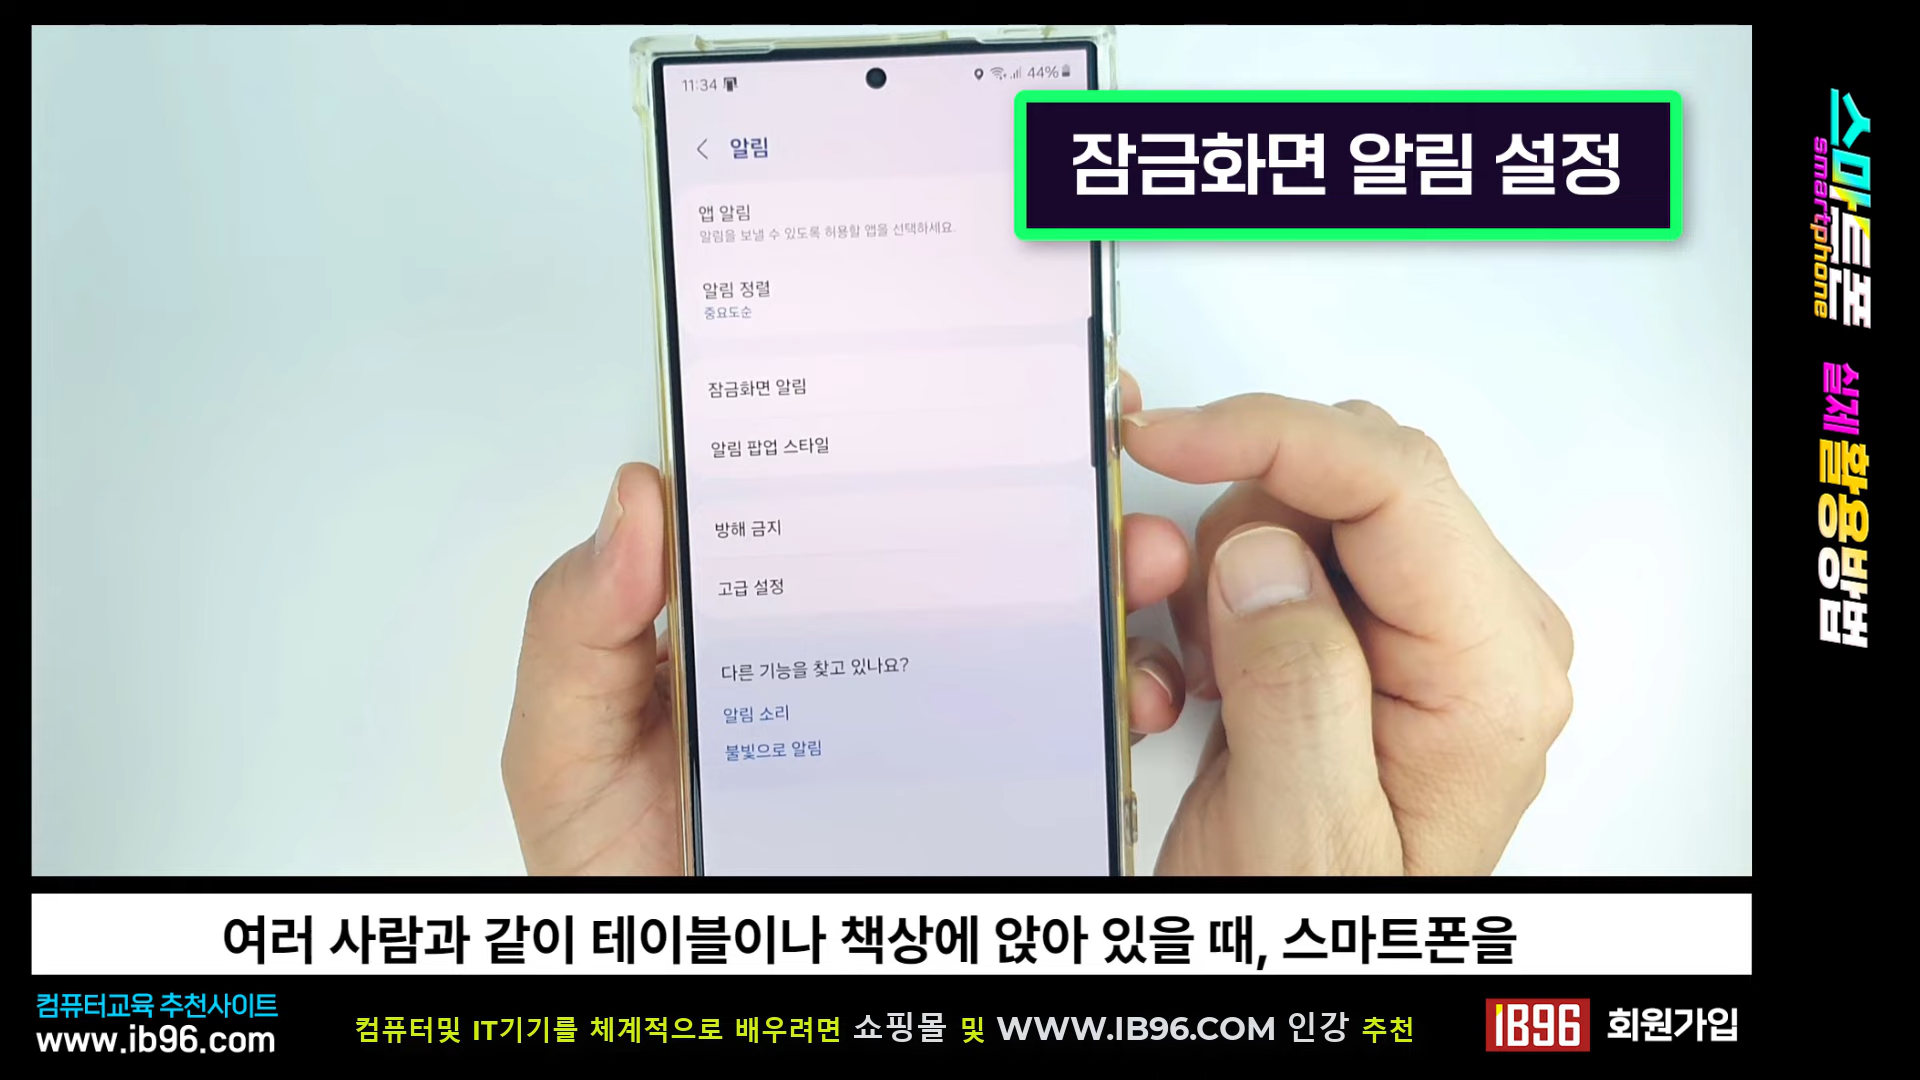 11:34
44%
알림
앱 알림
알림을 보낼 수 있도록 허용할 앱을 선택하세요.
알림 정렬
중요도순
잠금화면 알림
알림 팝업 스타일
방해 금지
고급 설정
다른 기능을 찾고 있나요?
알림 소리
불빛으로 알림
잠금화면 알림 설정
스마트폰
smartphone
실제 활용방법
여러 사람과 같이 테이블이나 책상에 앉아 있을 때, 스마트폰을
컴퓨터교육 추천사이트
www.ib96.com
컴퓨터및 IT기기를 체계적으로 배우려면 쇼핑몰 및 WWW.IB96.COM 인강 추천
IB96 회원가입